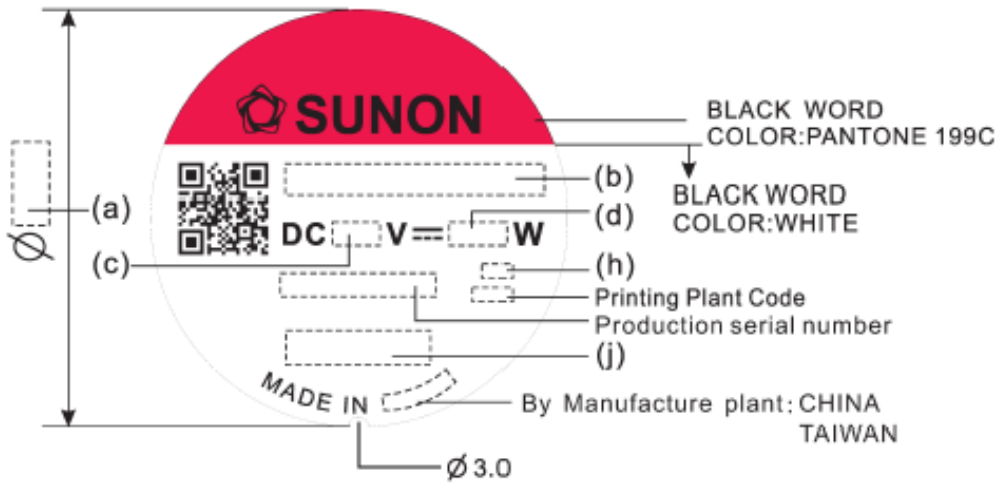 SUNON
BLACK WORD
COLOR:PANTONE 199C
BLACK WORD
COLOR:WHITE
(b)
(a)
Ø
(d)
DC V⎓ W
(c)
(h)
Printing Plant Code
Production serial number
(j)
MADE IN
By Manufacture plant: CHINA
TAIWAN
Ø 3.0